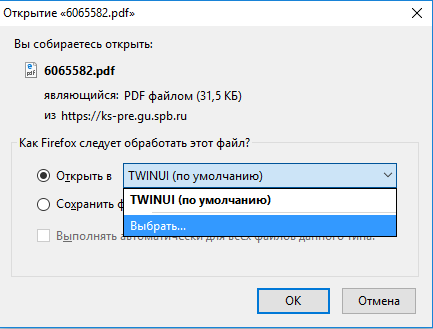 Открытие «6065582.pdf»
Вы собираетесь открыть:
6065582.pdf
являющийся: PDF файлом (31,5 КБ)
из https://ks-pre.gu.spb.ru
Как Firefox следует обработать этот файл?
Открыть в TWINUI (по умолчанию)
TWINUI (по умолчанию)
Сохранить ф
Выбрать...
Выполнять автоматически для всех файлов данного типа.
OK Отмена